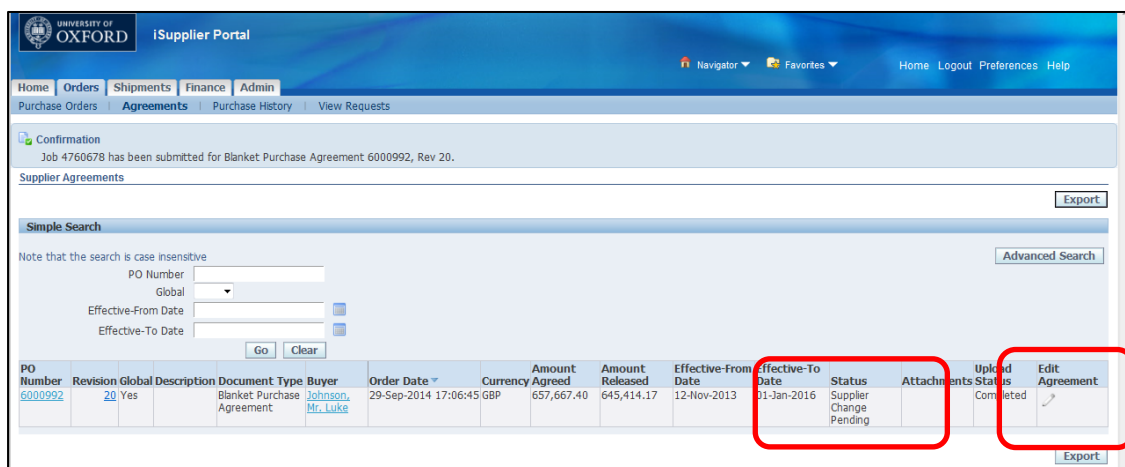 UNIVERSITY OF
OXFORD
iSupplier Portal
Navigator Favorites Home Logout Preferences Help
Home Orders Shipments Finance Admin
Purchase Orders | Agreements | Purchase History | View Requests
Confirmation
Job 4760678 has been submitted for Blanket Purchase Agreement 6000992, Rev 20.
Supplier Agreements
Export
Simple Search
Note that the search is case insensitive
Advanced Search
PO Number
Global
Effective-From Date
Effective-To Date
Go Clear
PO Amount Amount Effective-From Effective-To Upload Edit
Number Revision Global Description Document Type Buyer Order Date Currency Agreed Released Date Date Status Attachments Status Agreement
6000992 20 Yes Blanket Purchase Johnson, 29-Sep-2014 17:06:45 GBP 657,667.40 645,414.17 12-Nov-2013 01-Jan-2016 Supplier Completed
Agreement Mr. Luke Change
Pending
Export